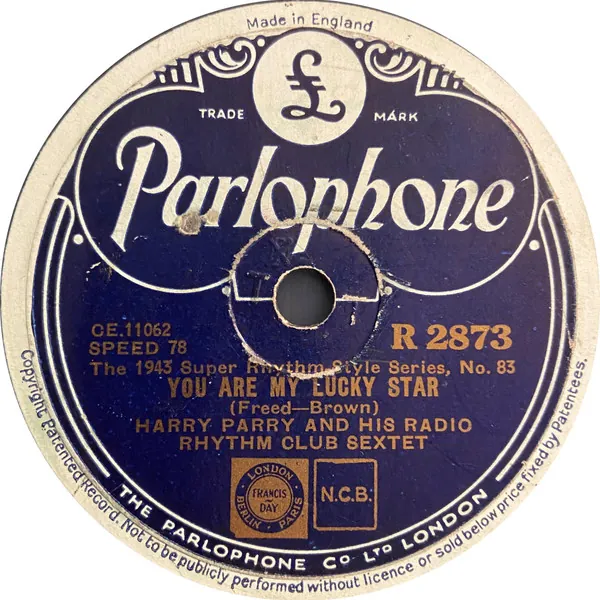 Made in England
£
TRADE MARK
Parlophone
CE.11062
SPEED 78
R 2873
The 1943 Super Rhythm Style Series, No. 83
YOU ARE MY LUCKY STAR
(Freed—Brown)
HARRY PARRY AND HIS RADIO
RHYTHM CLUB SEXTET
LONDON
FRANCIS
DAY
BERLIN · PARIS
N.C.B.
THE PARLOPHONE CO LTD LONDON
Copyright Patented Record. Not to be publicly performed without licence or sold below price fixed by Patentees.